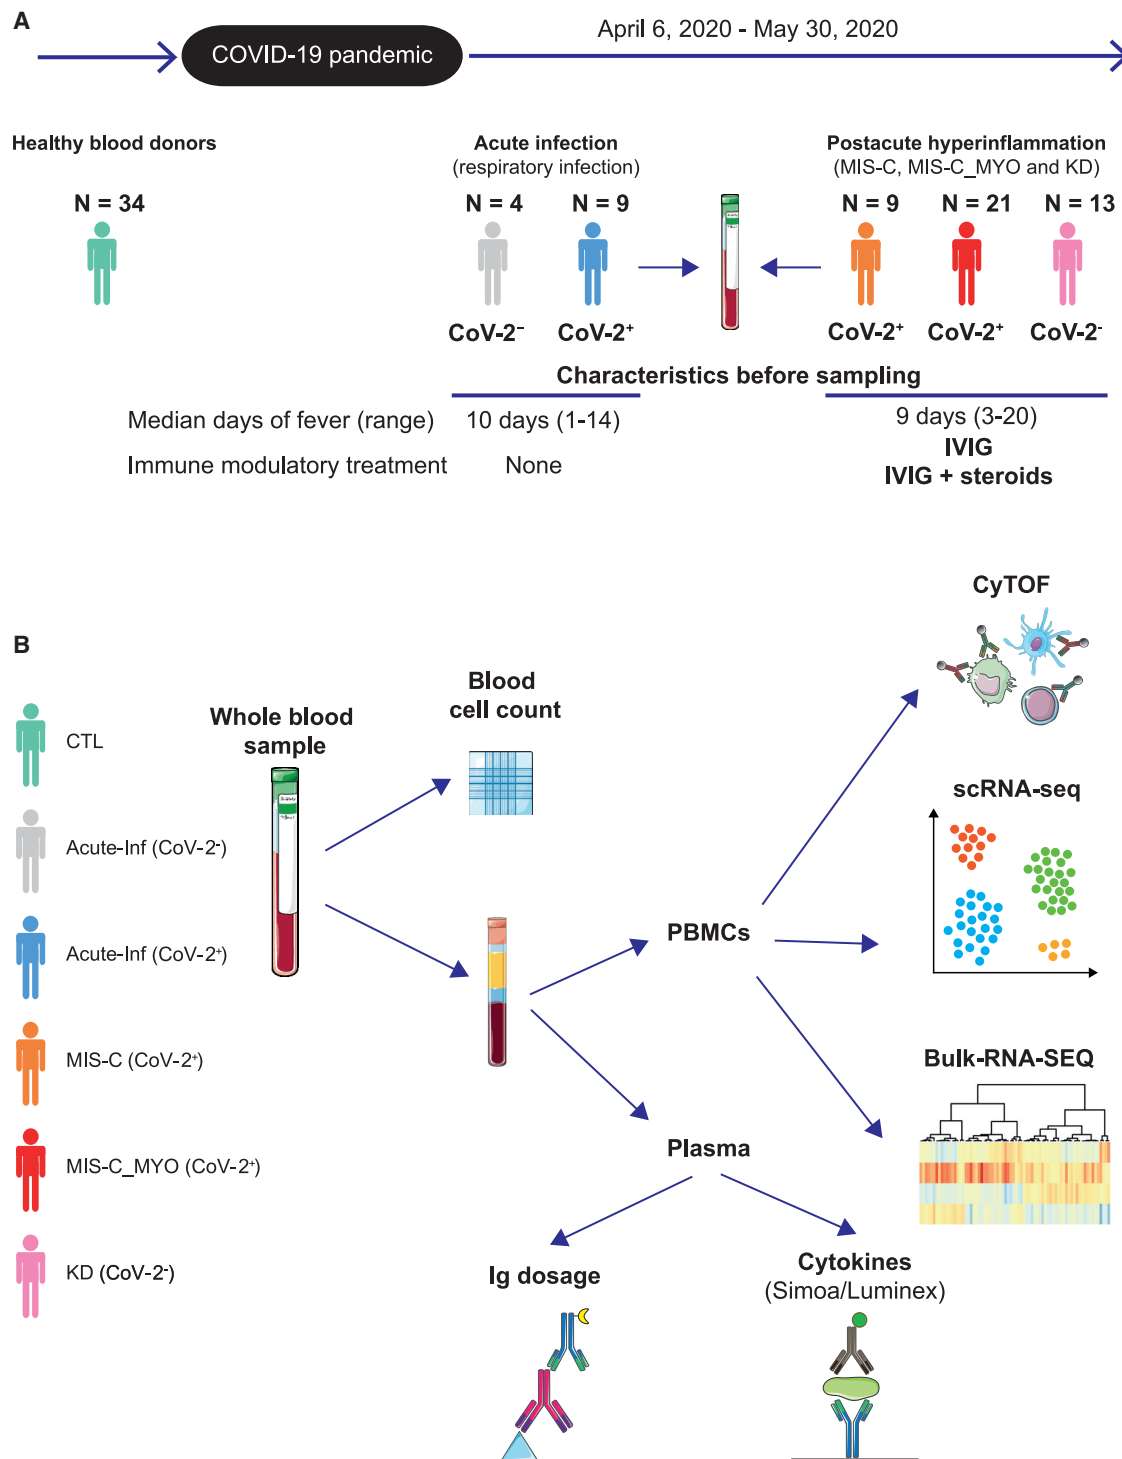 A
COVID-19 pandemic
April 6, 2020 - May 30, 2020
Healthy blood donors
Acute infection
(respiratory infection)
Postacute hyperinflammation
(MIS-C, MIS-C_MYO and KD)
N = 34
N = 4
N = 9
N = 9
N = 21
N = 13
CoV-2⁻
CoV-2⁺
CoV-2⁺
CoV-2⁺
CoV-2⁻
Characteristics before sampling
Median days of fever (range)
10 days (1-14)
9 days (3-20)
Immune modulatory treatment
None
IVIG
IVIG + steroids
B
CTL
Acute-Inf (CoV-2⁻)
Acute-Inf (CoV-2⁺)
MIS-C (CoV-2⁺)
MIS-C_MYO (CoV-2⁺)
KD (CoV-2⁻)
Whole blood
sample
Blood
cell count
PBMCs
Plasma
CyTOF
scRNA-seq
Bulk-RNA-SEQ
Ig dosage
Cytokines
(Simoa/Luminex)